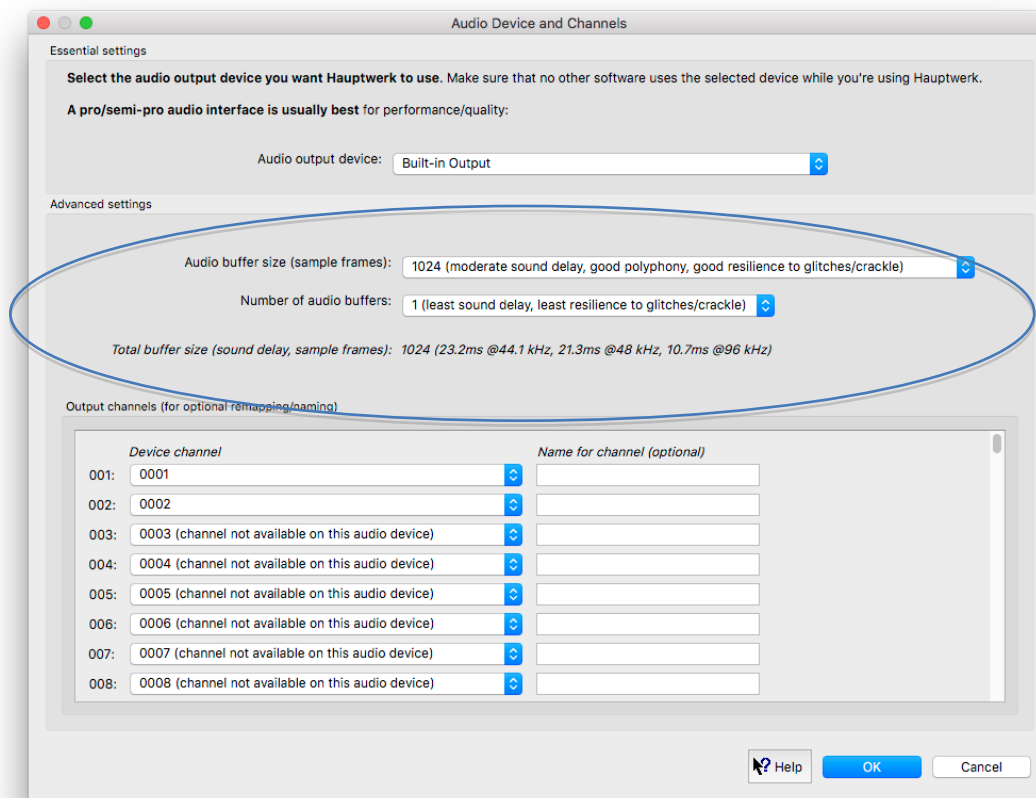 Audio Device and Channels
Essential settings
Select the audio output device you want Hauptwerk to use. Make sure that no other software uses the selected device while you're using Hauptwerk.
A pro/semi-pro audio interface is usually best for performance/quality:
Audio output device: Built-in Output
Advanced settings
Audio buffer size (sample frames): 1024 (moderate sound delay, good polyphony, good resilience to glitches/crackle)
Number of audio buffers: 1 (least sound delay, least resilience to glitches/crackle)
Total buffer size (sound delay, sample frames): 1024 (23.2ms @44.1 kHz, 21.3ms @48 kHz, 10.7ms @96 kHz)
Output channels (for optional remapping/naming)
Device channel Name for channel (optional)
001: 0001
002: 0002
003: 0003 (channel not available on this audio device)
004: 0004 (channel not available on this audio device)
005: 0005 (channel not available on this audio device)
006: 0006 (channel not available on this audio device)
007: 0007 (channel not available on this audio device)
008: 0008 (channel not available on this audio device)
? Help OK Cancel